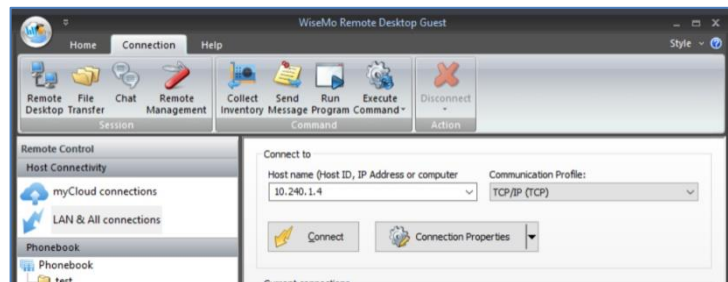 WiseMo Remote Desktop Guest
Home Connection Help Style
Remote Desktop File Transfer Chat Remote Management Collect Inventory Send Message Run Program Execute Command Disconnect
Session Command Action
Remote Control
Host Connectivity
myCloud connections
LAN & All connections
Phonebook
Phonebook
test
Connect to
Host name (Host ID, IP Address or computer Communication Profile:
10.240.1.4 TCP/IP (TCP)
Connect Connection Properties
Current connections